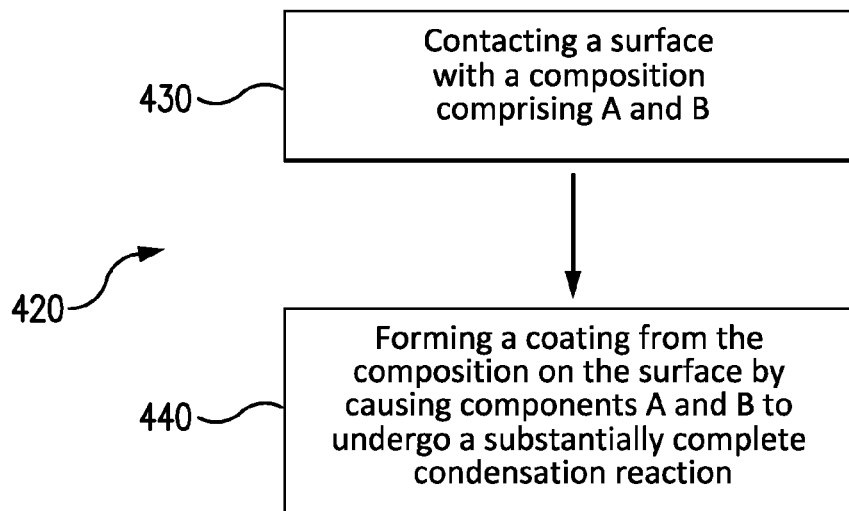 Contacting a surface
with a composition
comprising A and B
430
420
Forming a coating from the
composition on the surface by
causing components A and B to
undergo a substantially complete
condensation reaction
440